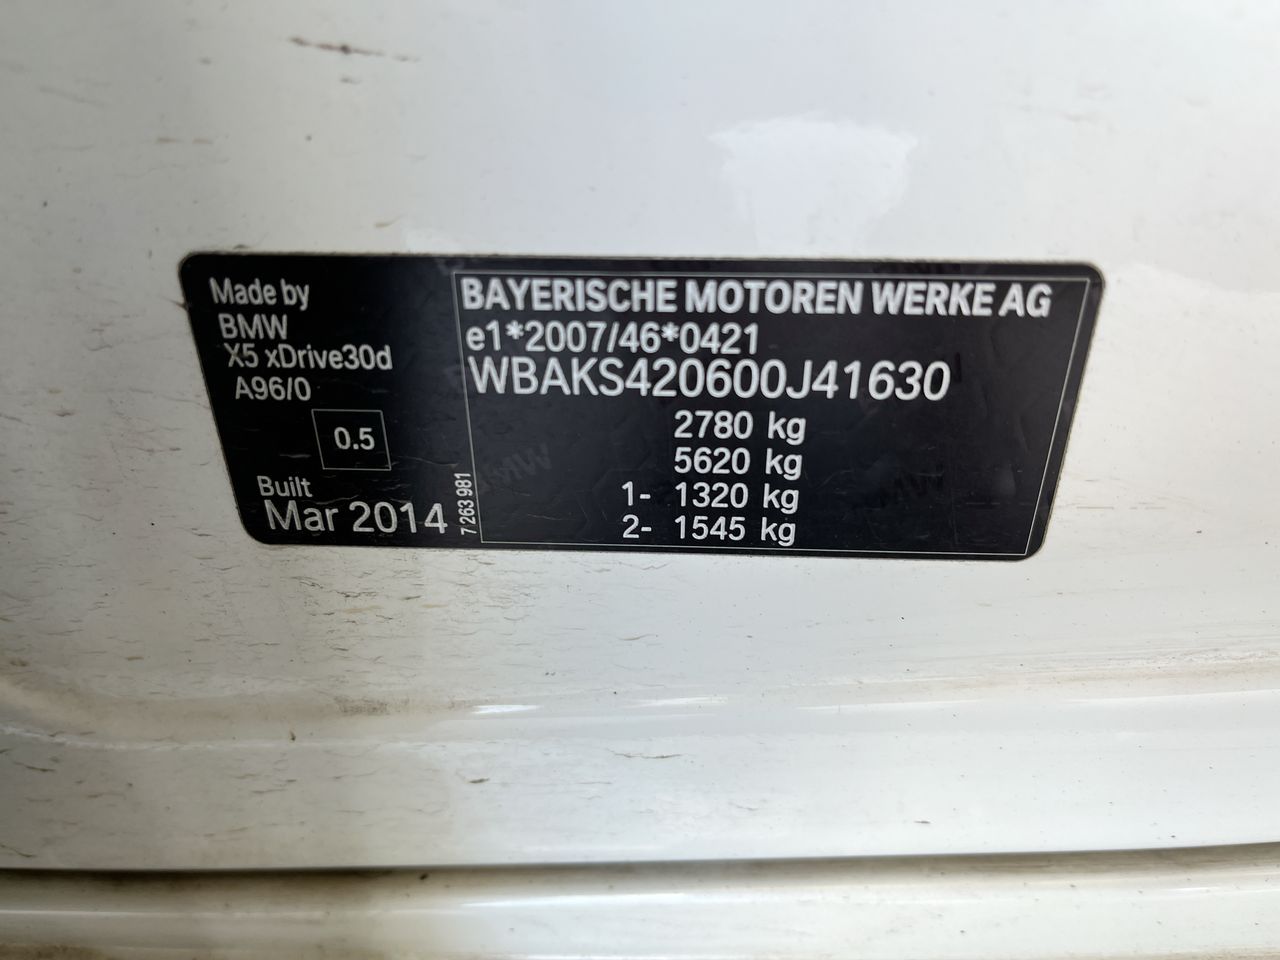 Made by
BMW
X5 xDrive30d
A96/0
0.5
Built
Mar 2014
7 263 981
BAYERISCHE MOTOREN WERKE AG
e1*2007/46*0421
WBAKS420600J41630
2780 kg
5620 kg
1- 1320 kg
2- 1545 kg